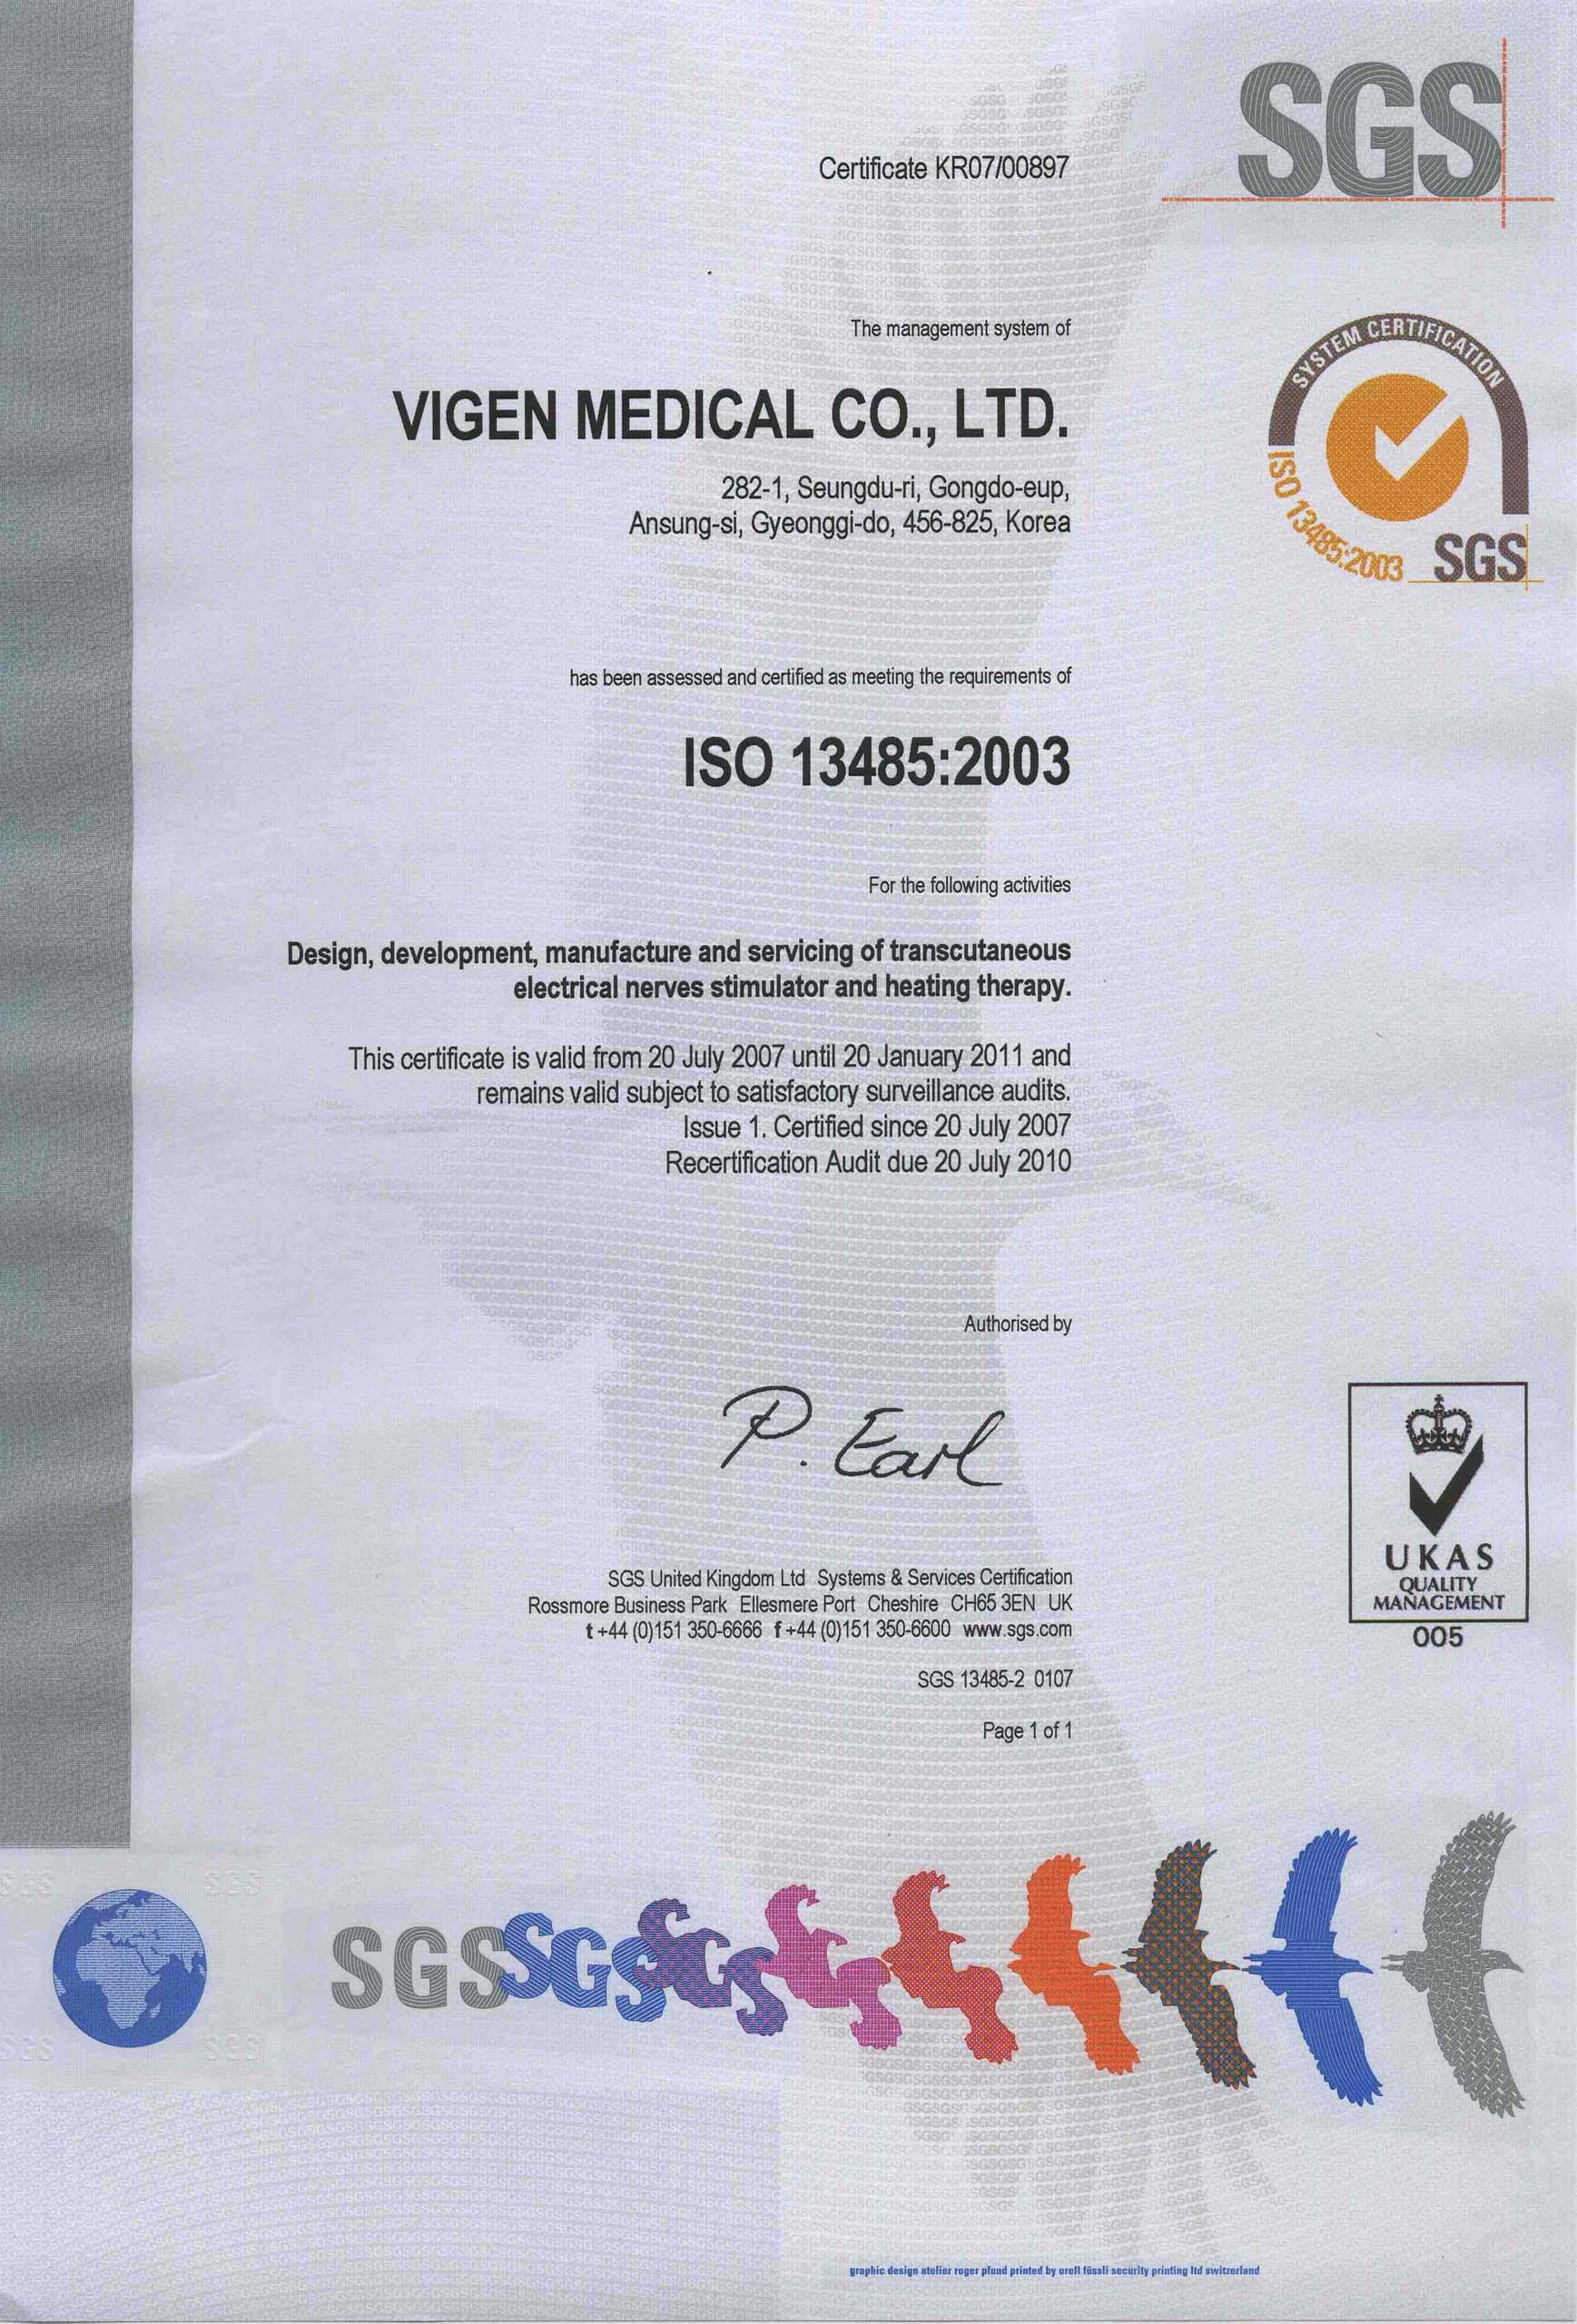 SGS
Certificate KR07/00897
The management system of
VIGEN MEDICAL CO., LTD.
282-1, Seungdu-ri, Gongdo-eup,
Ansung-si, Gyeonggi-do, 456-825, Korea
SYSTEM CERTIFICATION
ISO 13485:2003
SGS
has been assessed and certified as meeting the requirements of
ISO 13485:2003
For the following activities
Design, development, manufacture and servicing of transcutaneous
electrical nerves stimulator and heating therapy.
This certificate is valid from 20 July 2007 until 20 January 2011 and
remains valid subject to satisfactory surveillance audits.
Issue 1. Certified since 20 July 2007
Recertification Audit due 20 July 2010
Authorised by
P. Earl
SGS United Kingdom Ltd Systems & Services Certification
Rossmore Business Park Ellesmere Port Cheshire CH65 3EN UK
t +44 (0)151 350-6666 f +44 (0)151 350-6600 www.sgs.com
SGS 13485-2 0107
Page 1 of 1
UKAS
QUALITY
MANAGEMENT
005
SGS SGS SGS
graphic design atelier roger pfund printed by orell füssli security printing ltd switzerland